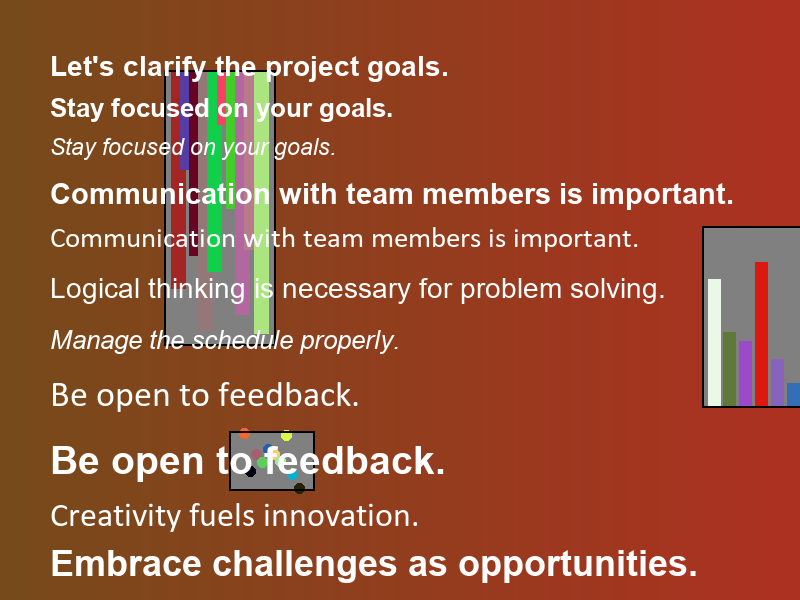 Let's clarify the project goals.
Stay focused on your goals.
Stay focused on your goals.
Communication with team members is important.
Communication with team members is important.
Logical thinking is necessary for problem solving.
Manage the schedule properly.
Be open to feedback.
Be open to feedback.
Creativity fuels innovation.
Embrace challenges as opportunities.